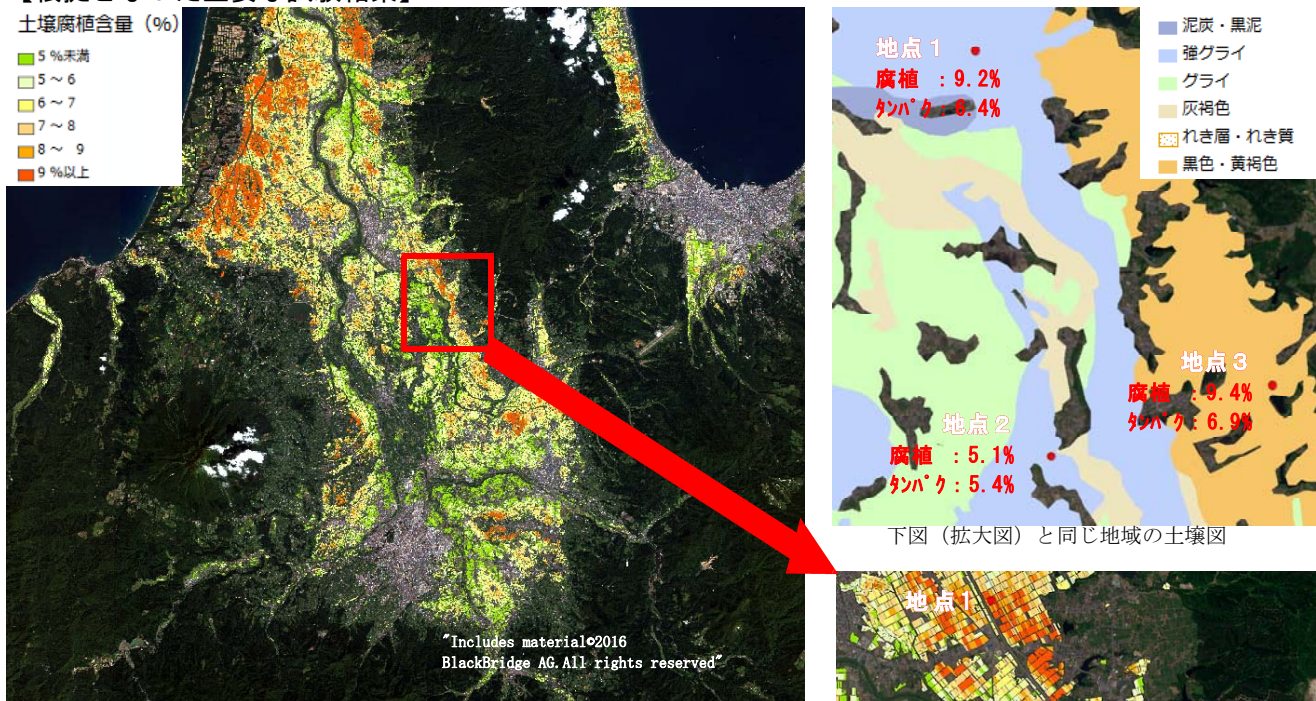 土壌腐植含量（%）
5 %未満
5 ～ 6
6 ～ 7
7 ～ 8
8 ～ 9
9 %以上
"Includes material©2016
BlackBridge AG. All rights reserved"
地点１
腐植 ：9.2%
ﾀﾝﾊﾟｸ：6.4%
泥炭・黒泥
強グライ
グライ
灰褐色
れき層・れき質
黒色・黄褐色
地点３
腐植 ：9.4%
ﾀﾝﾊﾟｸ：6.9%
地点２
腐植 ：5.1%
ﾀﾝﾊﾟｸ：5.4%
下図（拡大図）と同じ地域の土壌図
地点1